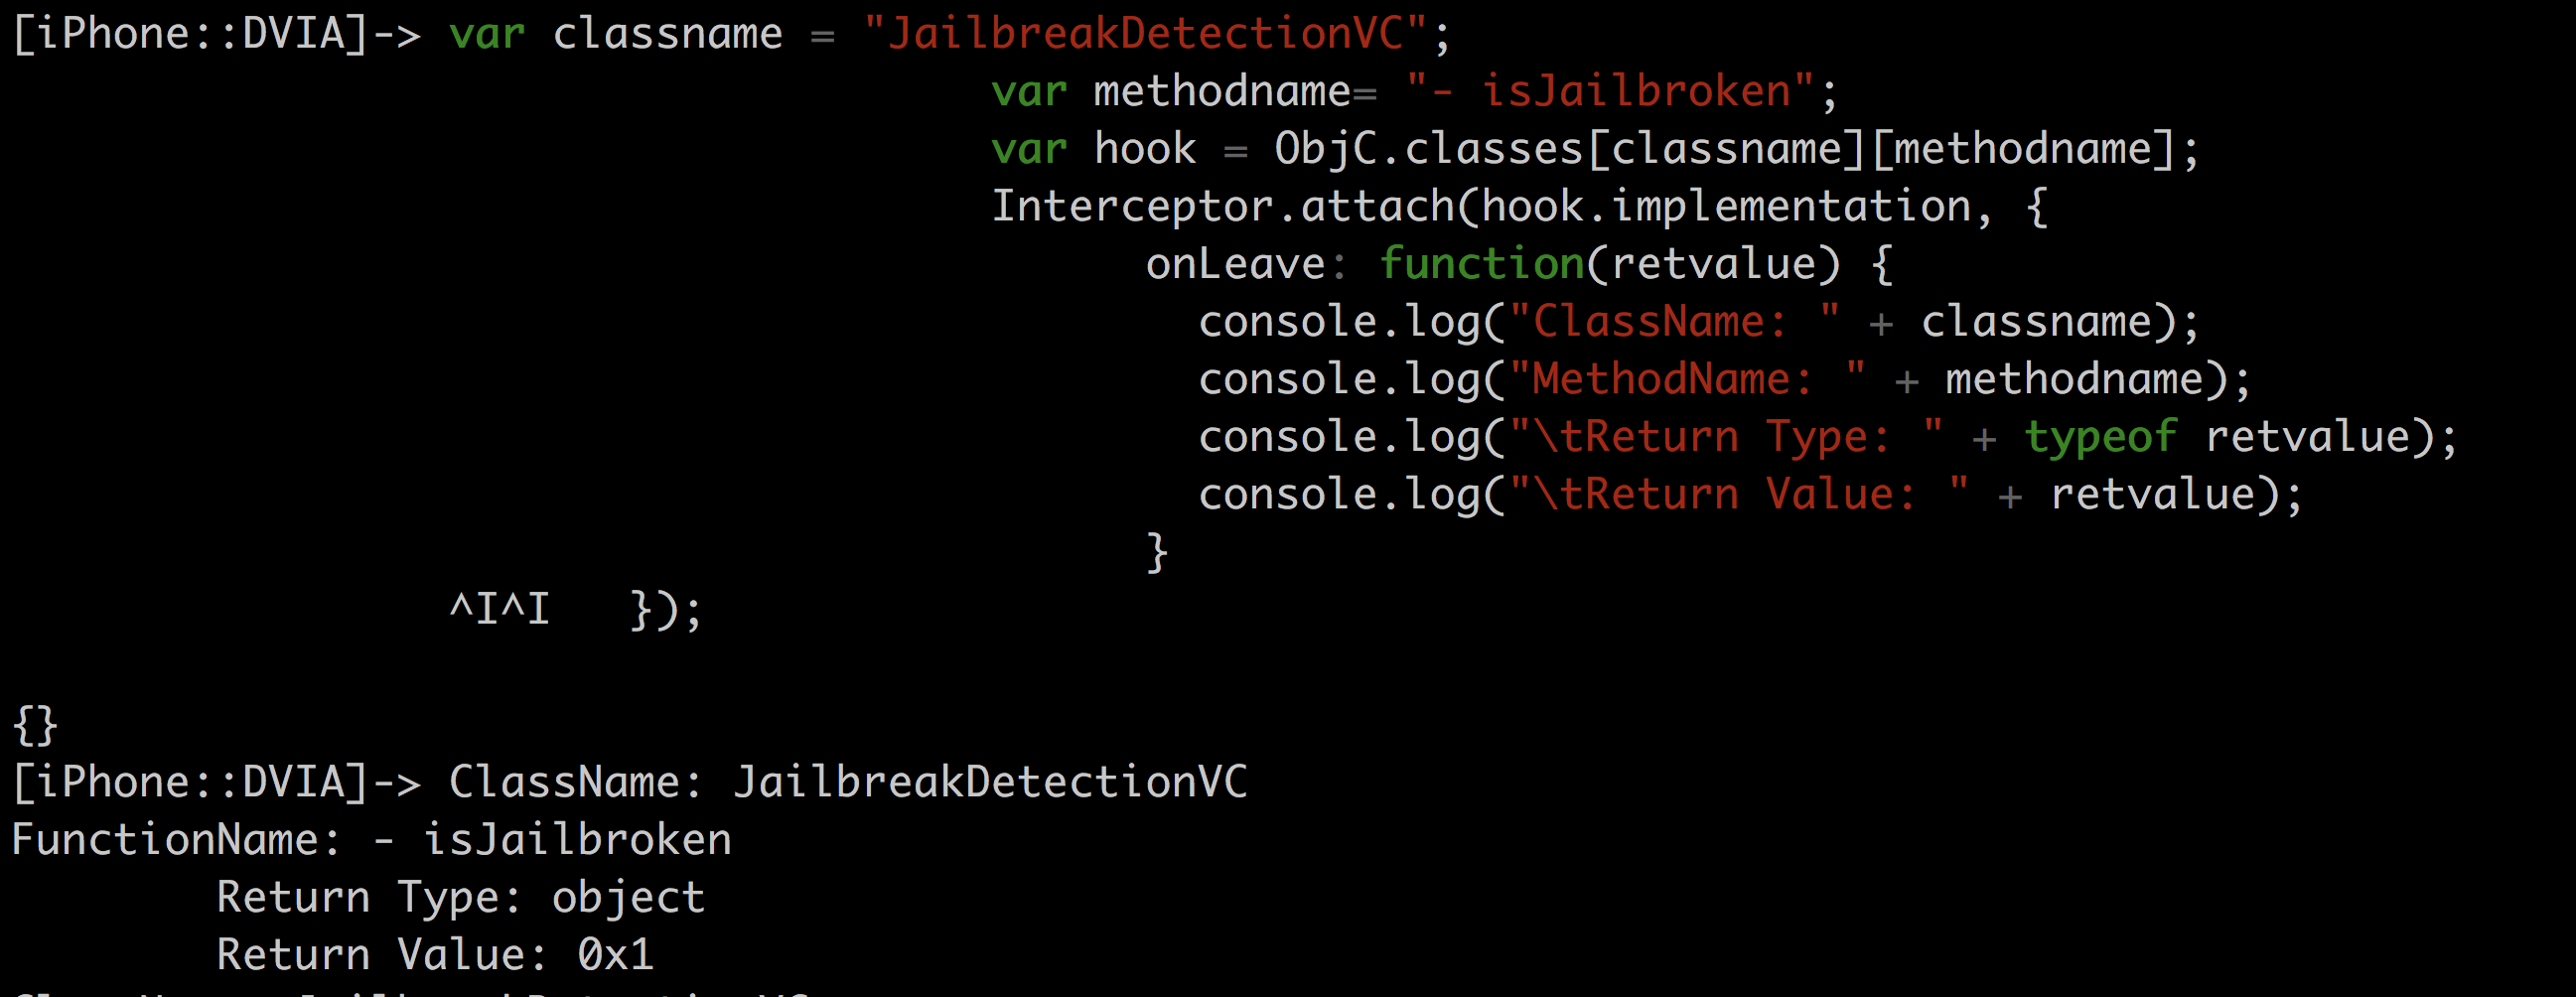 [iPhone::DVIA]-> var classname = "JailbreakDetectionVC";
var methodname= "- isJailbroken";
var hook = ObjC.classes[classname][methodname];
Interceptor.attach(hook.implementation, {
onLeave: function(retvalue) {
console.log("ClassName: " + classname);
console.log("MethodName: " + methodname);
console.log("\tReturn Type: " + typeof retvalue);
console.log("\tReturn Value: " + retvalue);
}
^I^I });
{}
[iPhone::DVIA]-> ClassName: JailbreakDetectionVC
FunctionName: - isJailbroken
Return Type: object
Return Value: 0x1